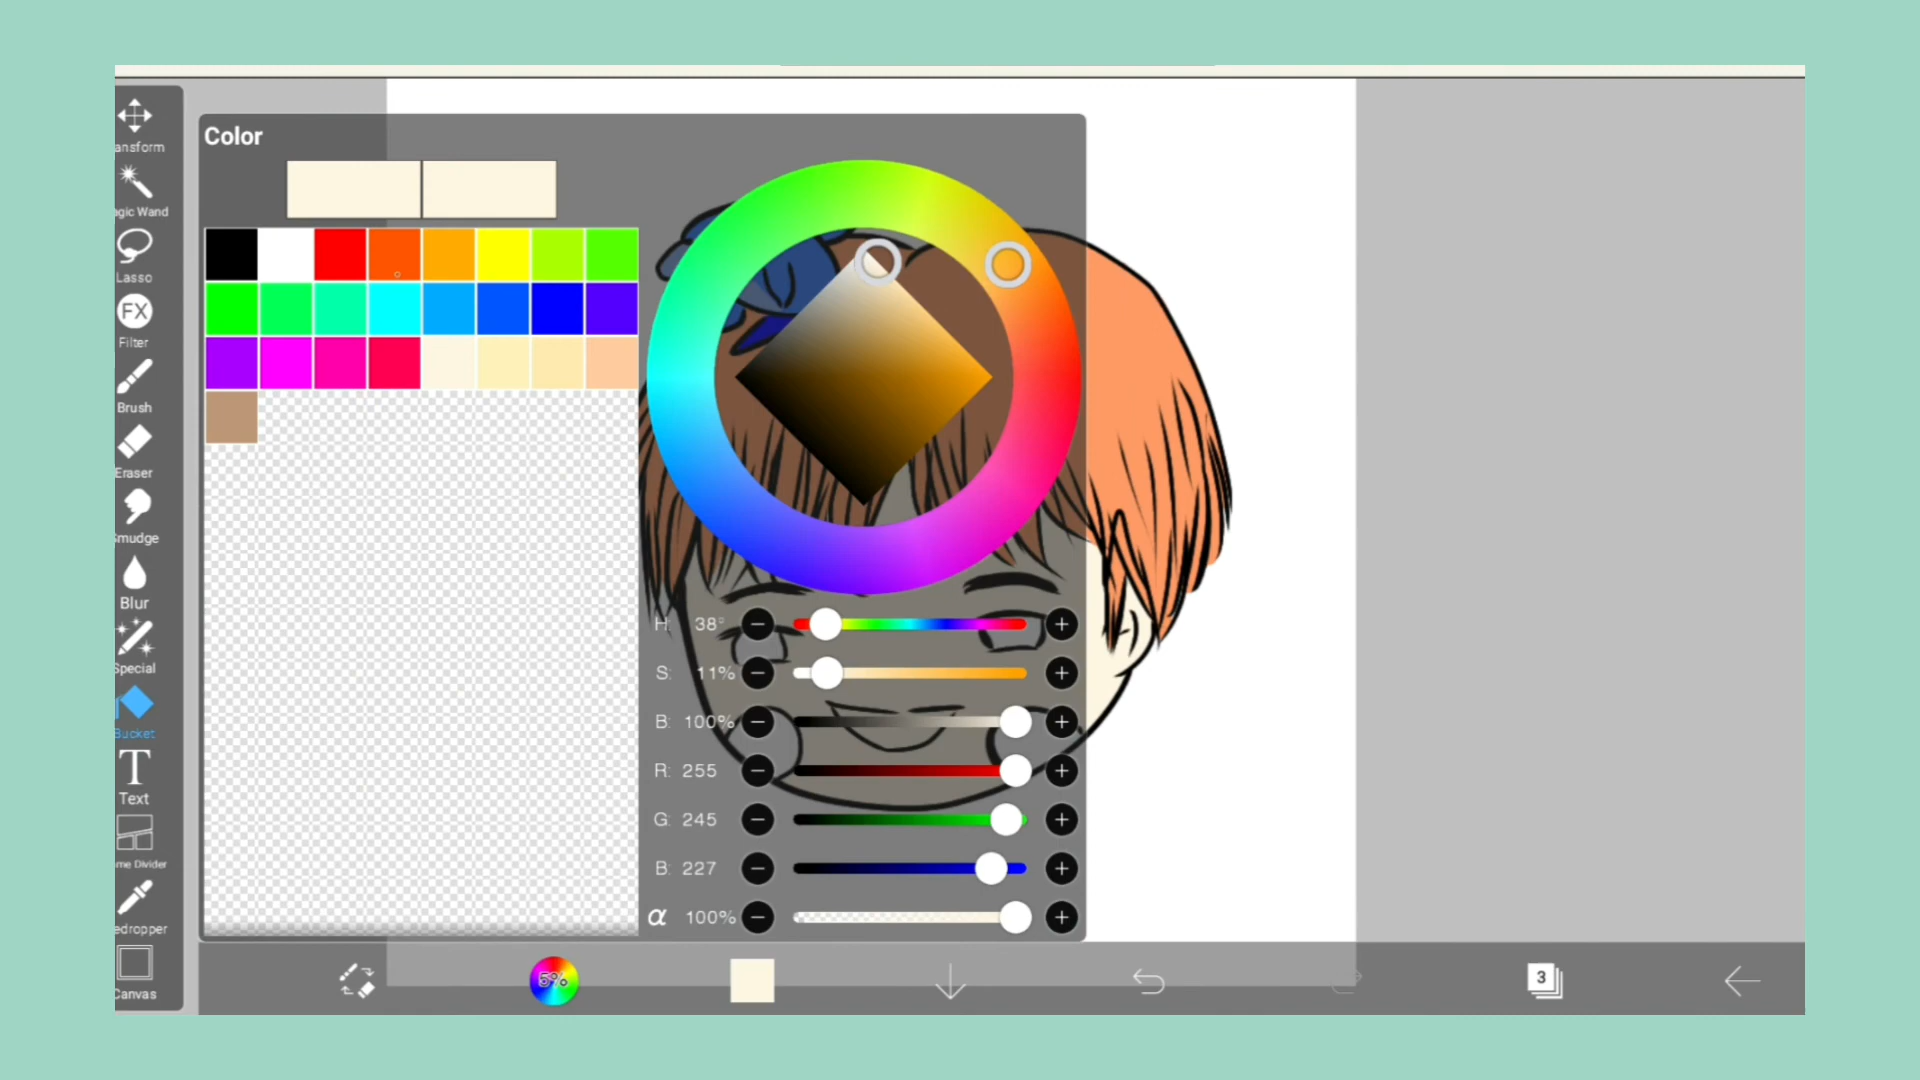 Color
ansform
agic Wand
Lasso
FX
Filter
Brush
Eraser
Smudge
Blur
Special
Bucket
T
Text
me Divider
edropper
Canvas
H: 38°
S: 11%
B: 100%
R: 255
G: 245
B: 227
α 100%
5%
3